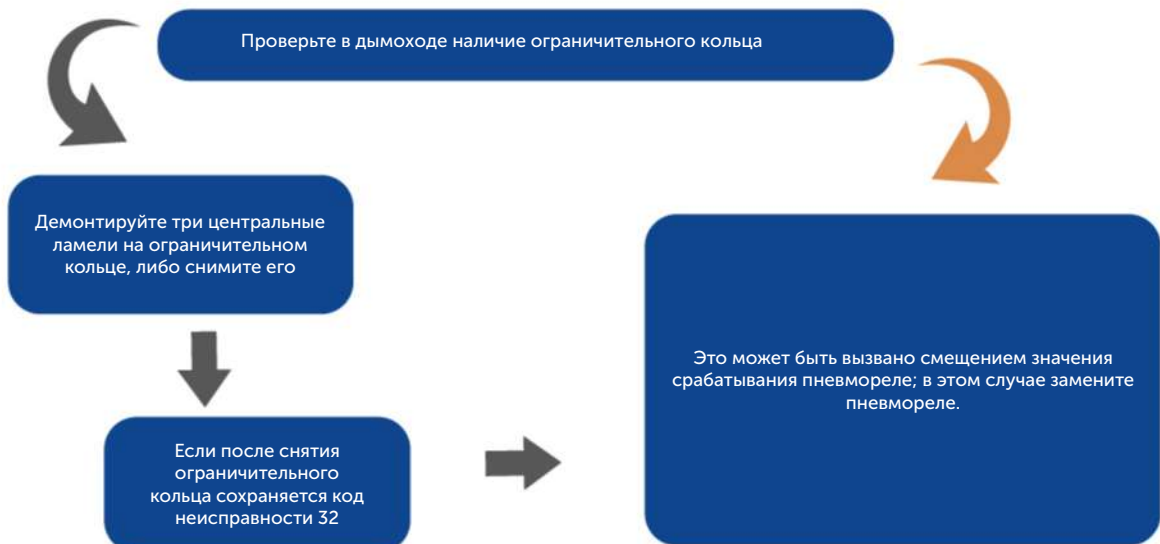 Проверьте в дымоходе наличие ограничительного кольца
Демонтируйте три центральные
ламели на ограничительном
кольце, либо снимите его
Это может быть вызвано смещением значения
срабатывания пневмореле; в этом случае замените
пневмореле.
Если после снятия
ограничительного
кольца сохраняется код
неисправности 32